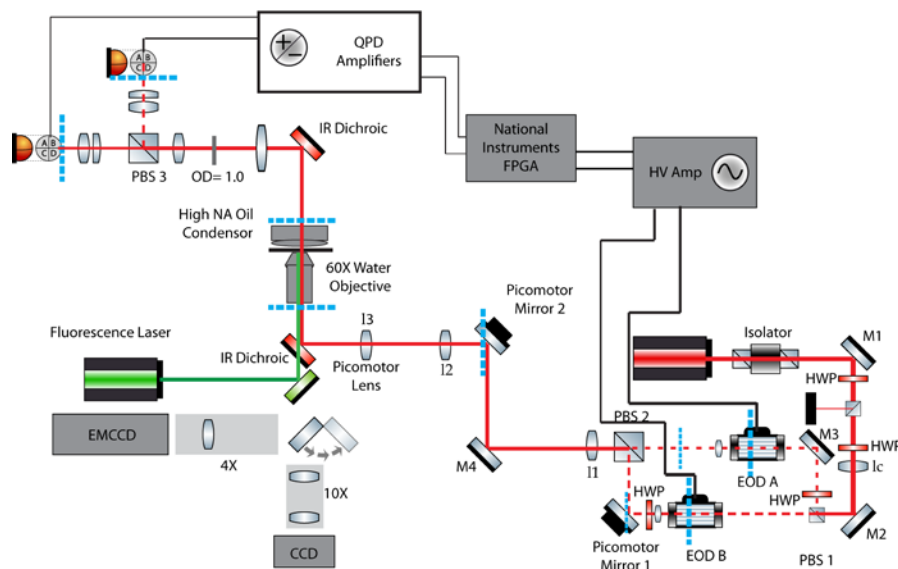 A B
C D
QPD
Amplifiers
A B
C D
IR Dichroic
National
Instruments
FPGA
HV Amp
PBS 3
OD= 1.0
High NA Oil
Condensor
60X Water
Objective
Picomotor
Mirror 2
Fluorescence Laser
l3
Isolator
M1
IR Dichroic
Picomotor
Lens
l2
HWP
EMCCD
4X
PBS 2
M3
HWP
M4
l1
EOD A
lc
10X
HWP
HWP
CCD
Picomotor
Mirror 1
EOD B
PBS 1
M2